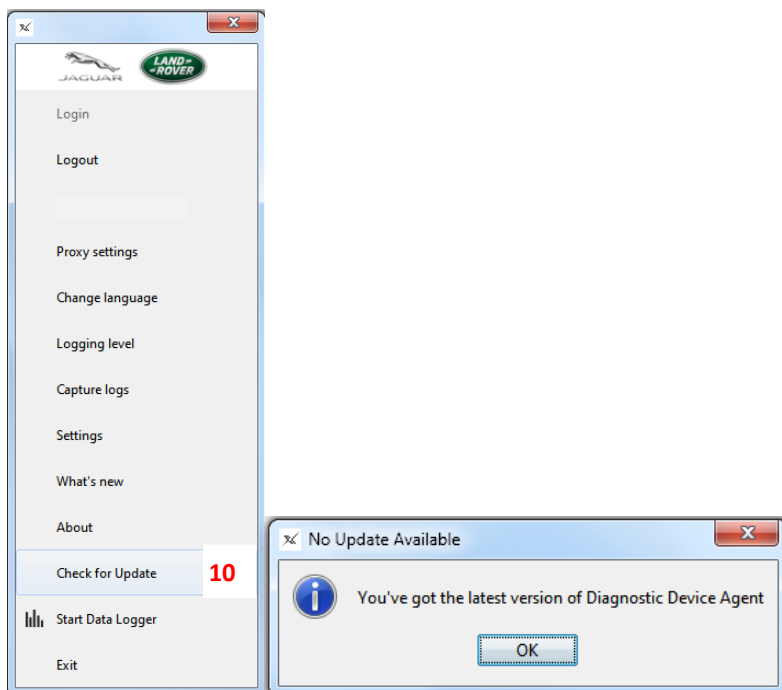 JAGUAR
LAND-
-ROVER
Login
Logout
Proxy settings
Change language
Logging level
Capture logs
Settings
What's new
About
Check for Update 10
Start Data Logger
Exit
No Update Available
You've got the latest version of Diagnostic Device Agent
OK